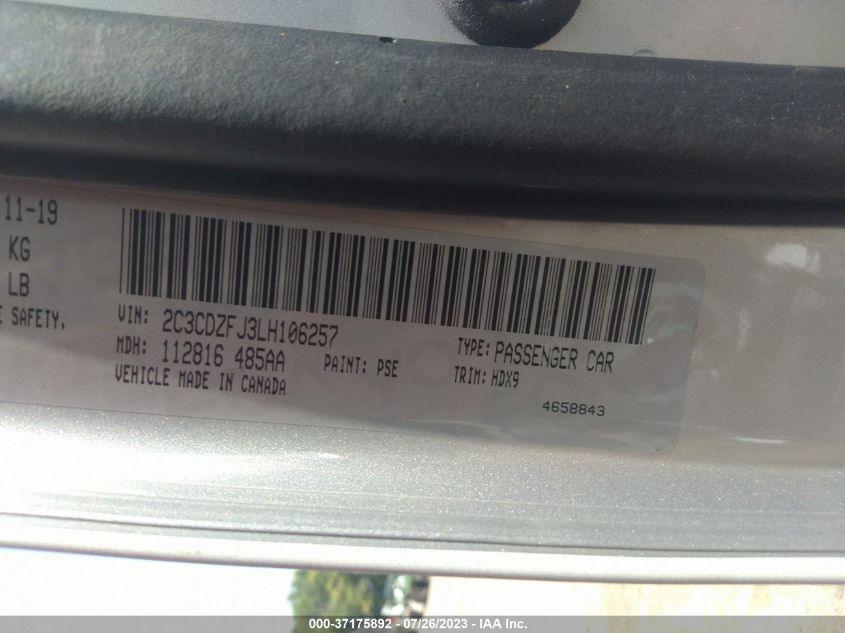 11-19
KG
LB
E SAFETY,
VIN: 2C3CDZFJ3LH106257
MDH: 112816 485AA
PAINT: PSE
VEHICLE MADE IN CANADA
TYPE: PASSENGER CAR
TRIM: HDX9
4658843
000-37175892 - 07/26/2023 - IAA Inc.